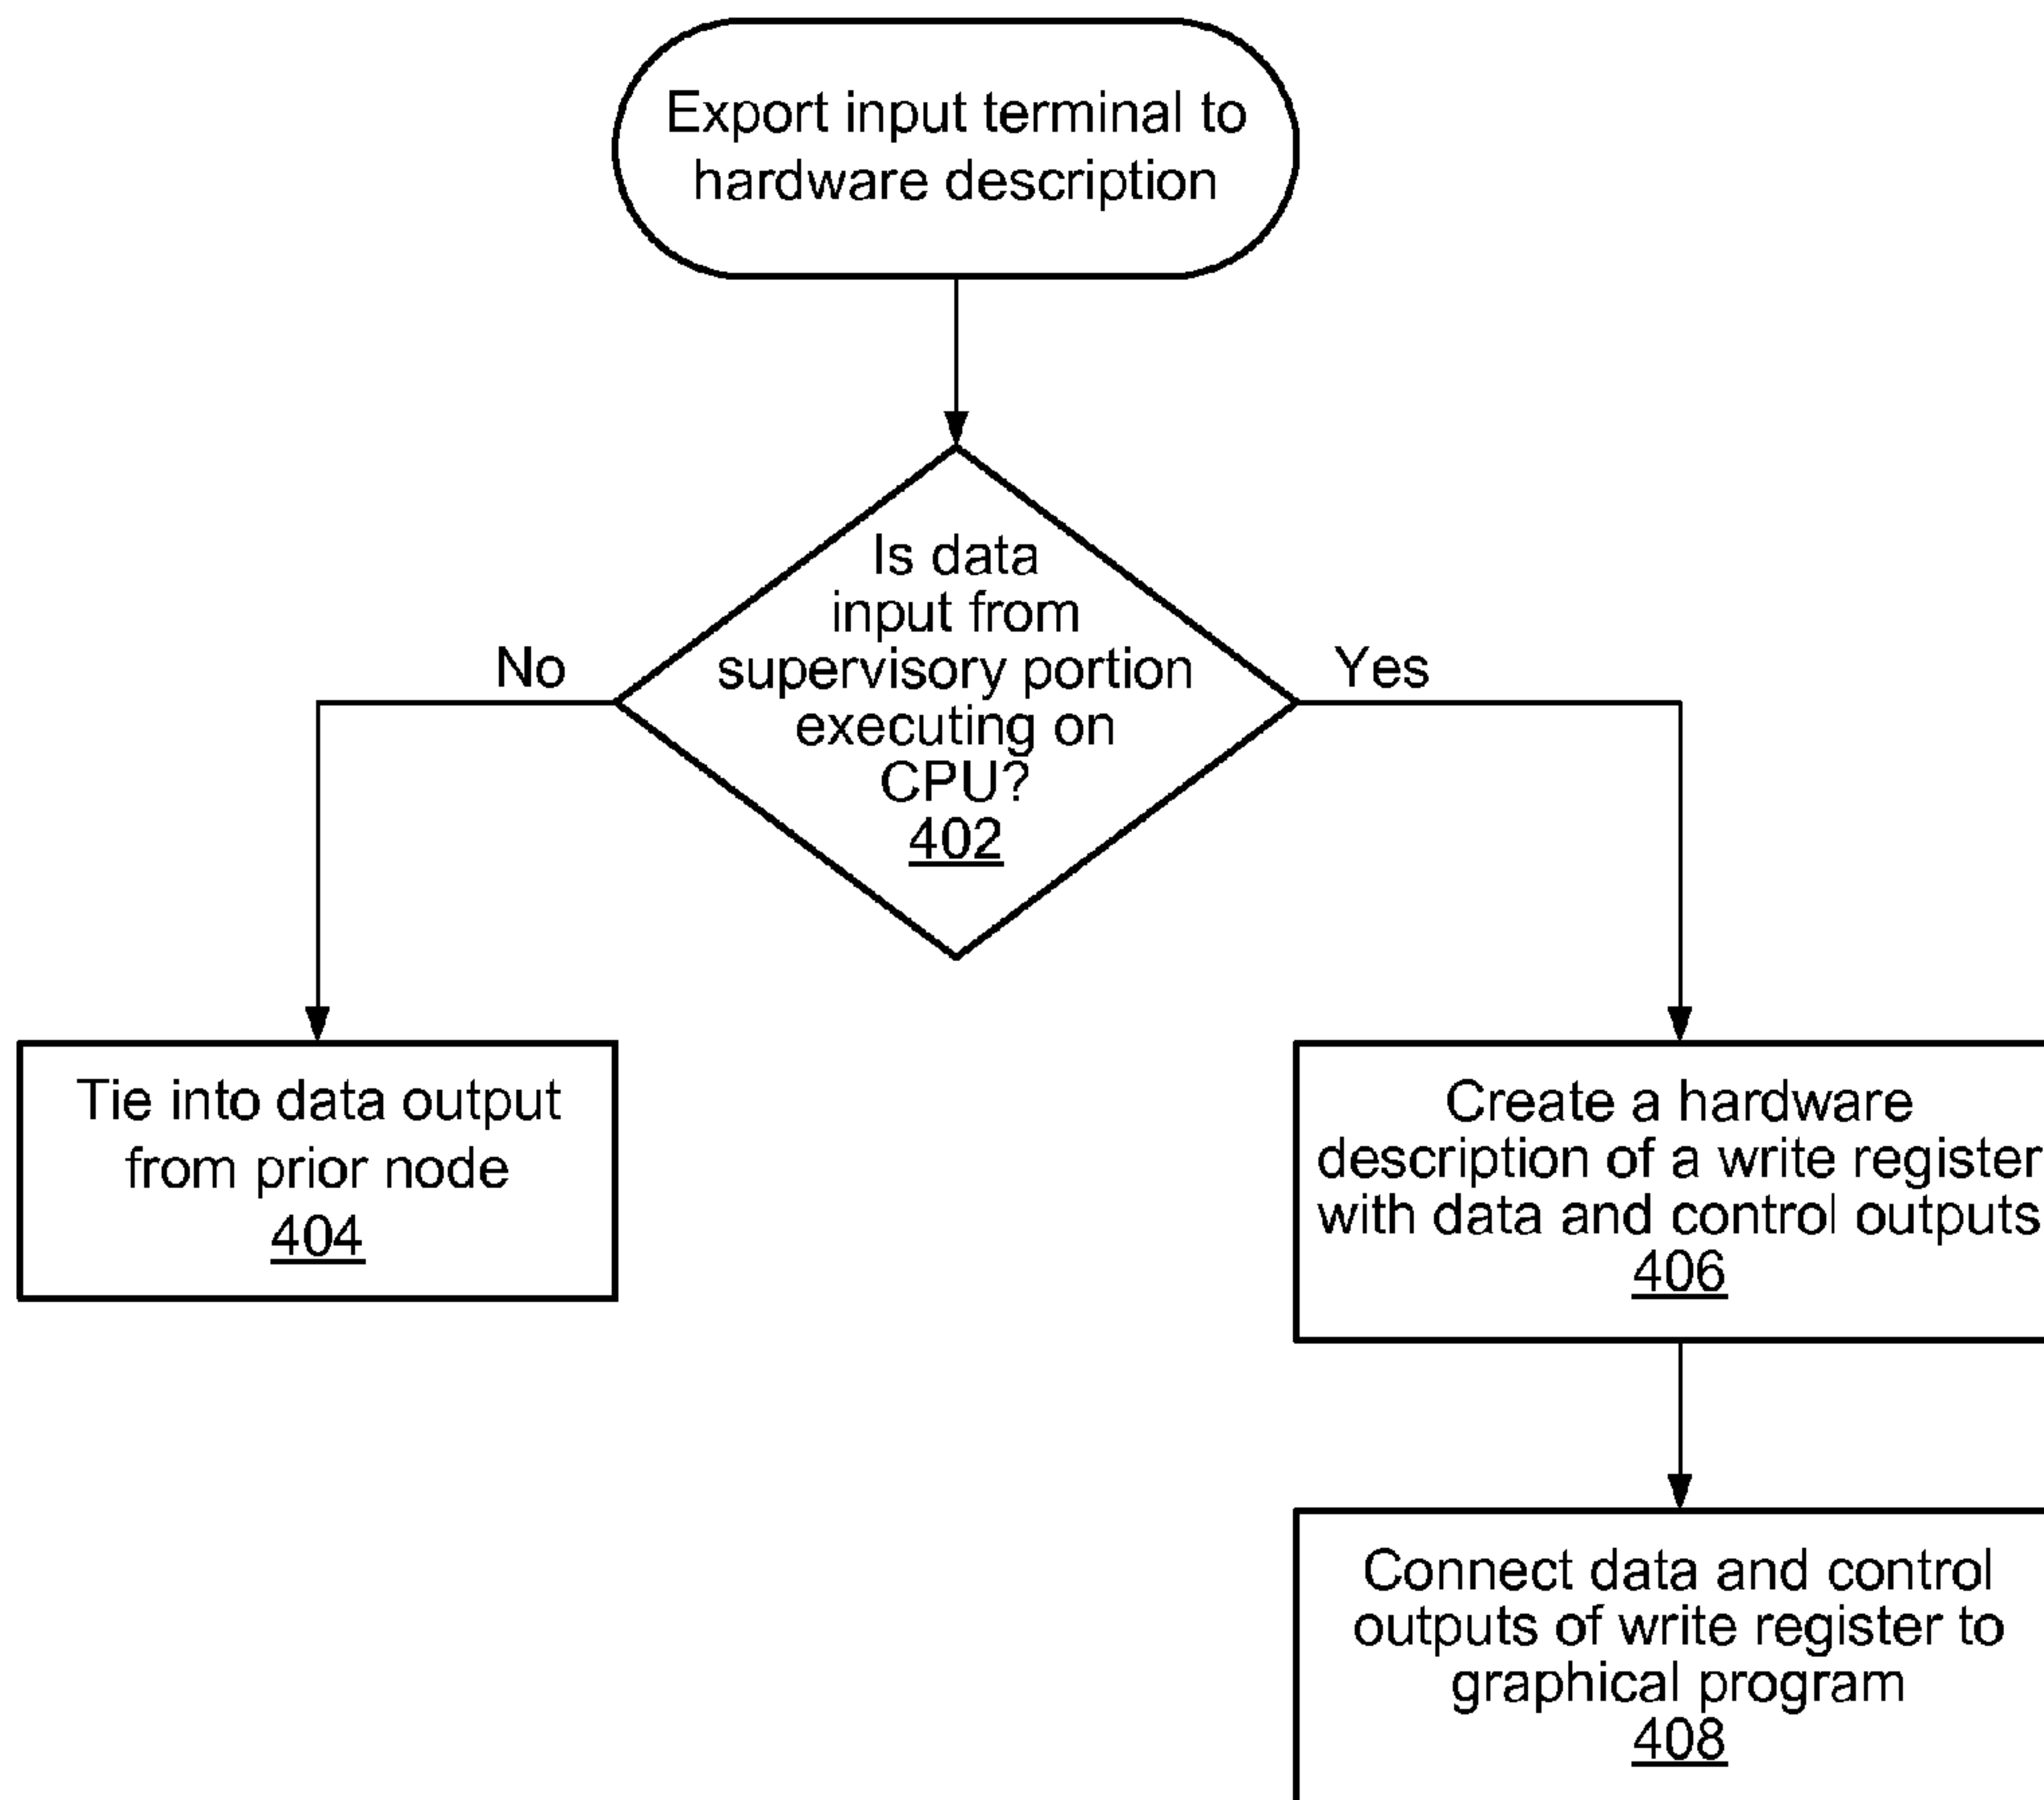 Export input terminal to
hardware description
Is data
input from
supervisory portion
executing on
CPU?
402
No
Yes
Tie into data output
from prior node
404
Create a hardware
description of a write register
with data and control outputs
406
Connect data and control
outputs of write register to
graphical program
408